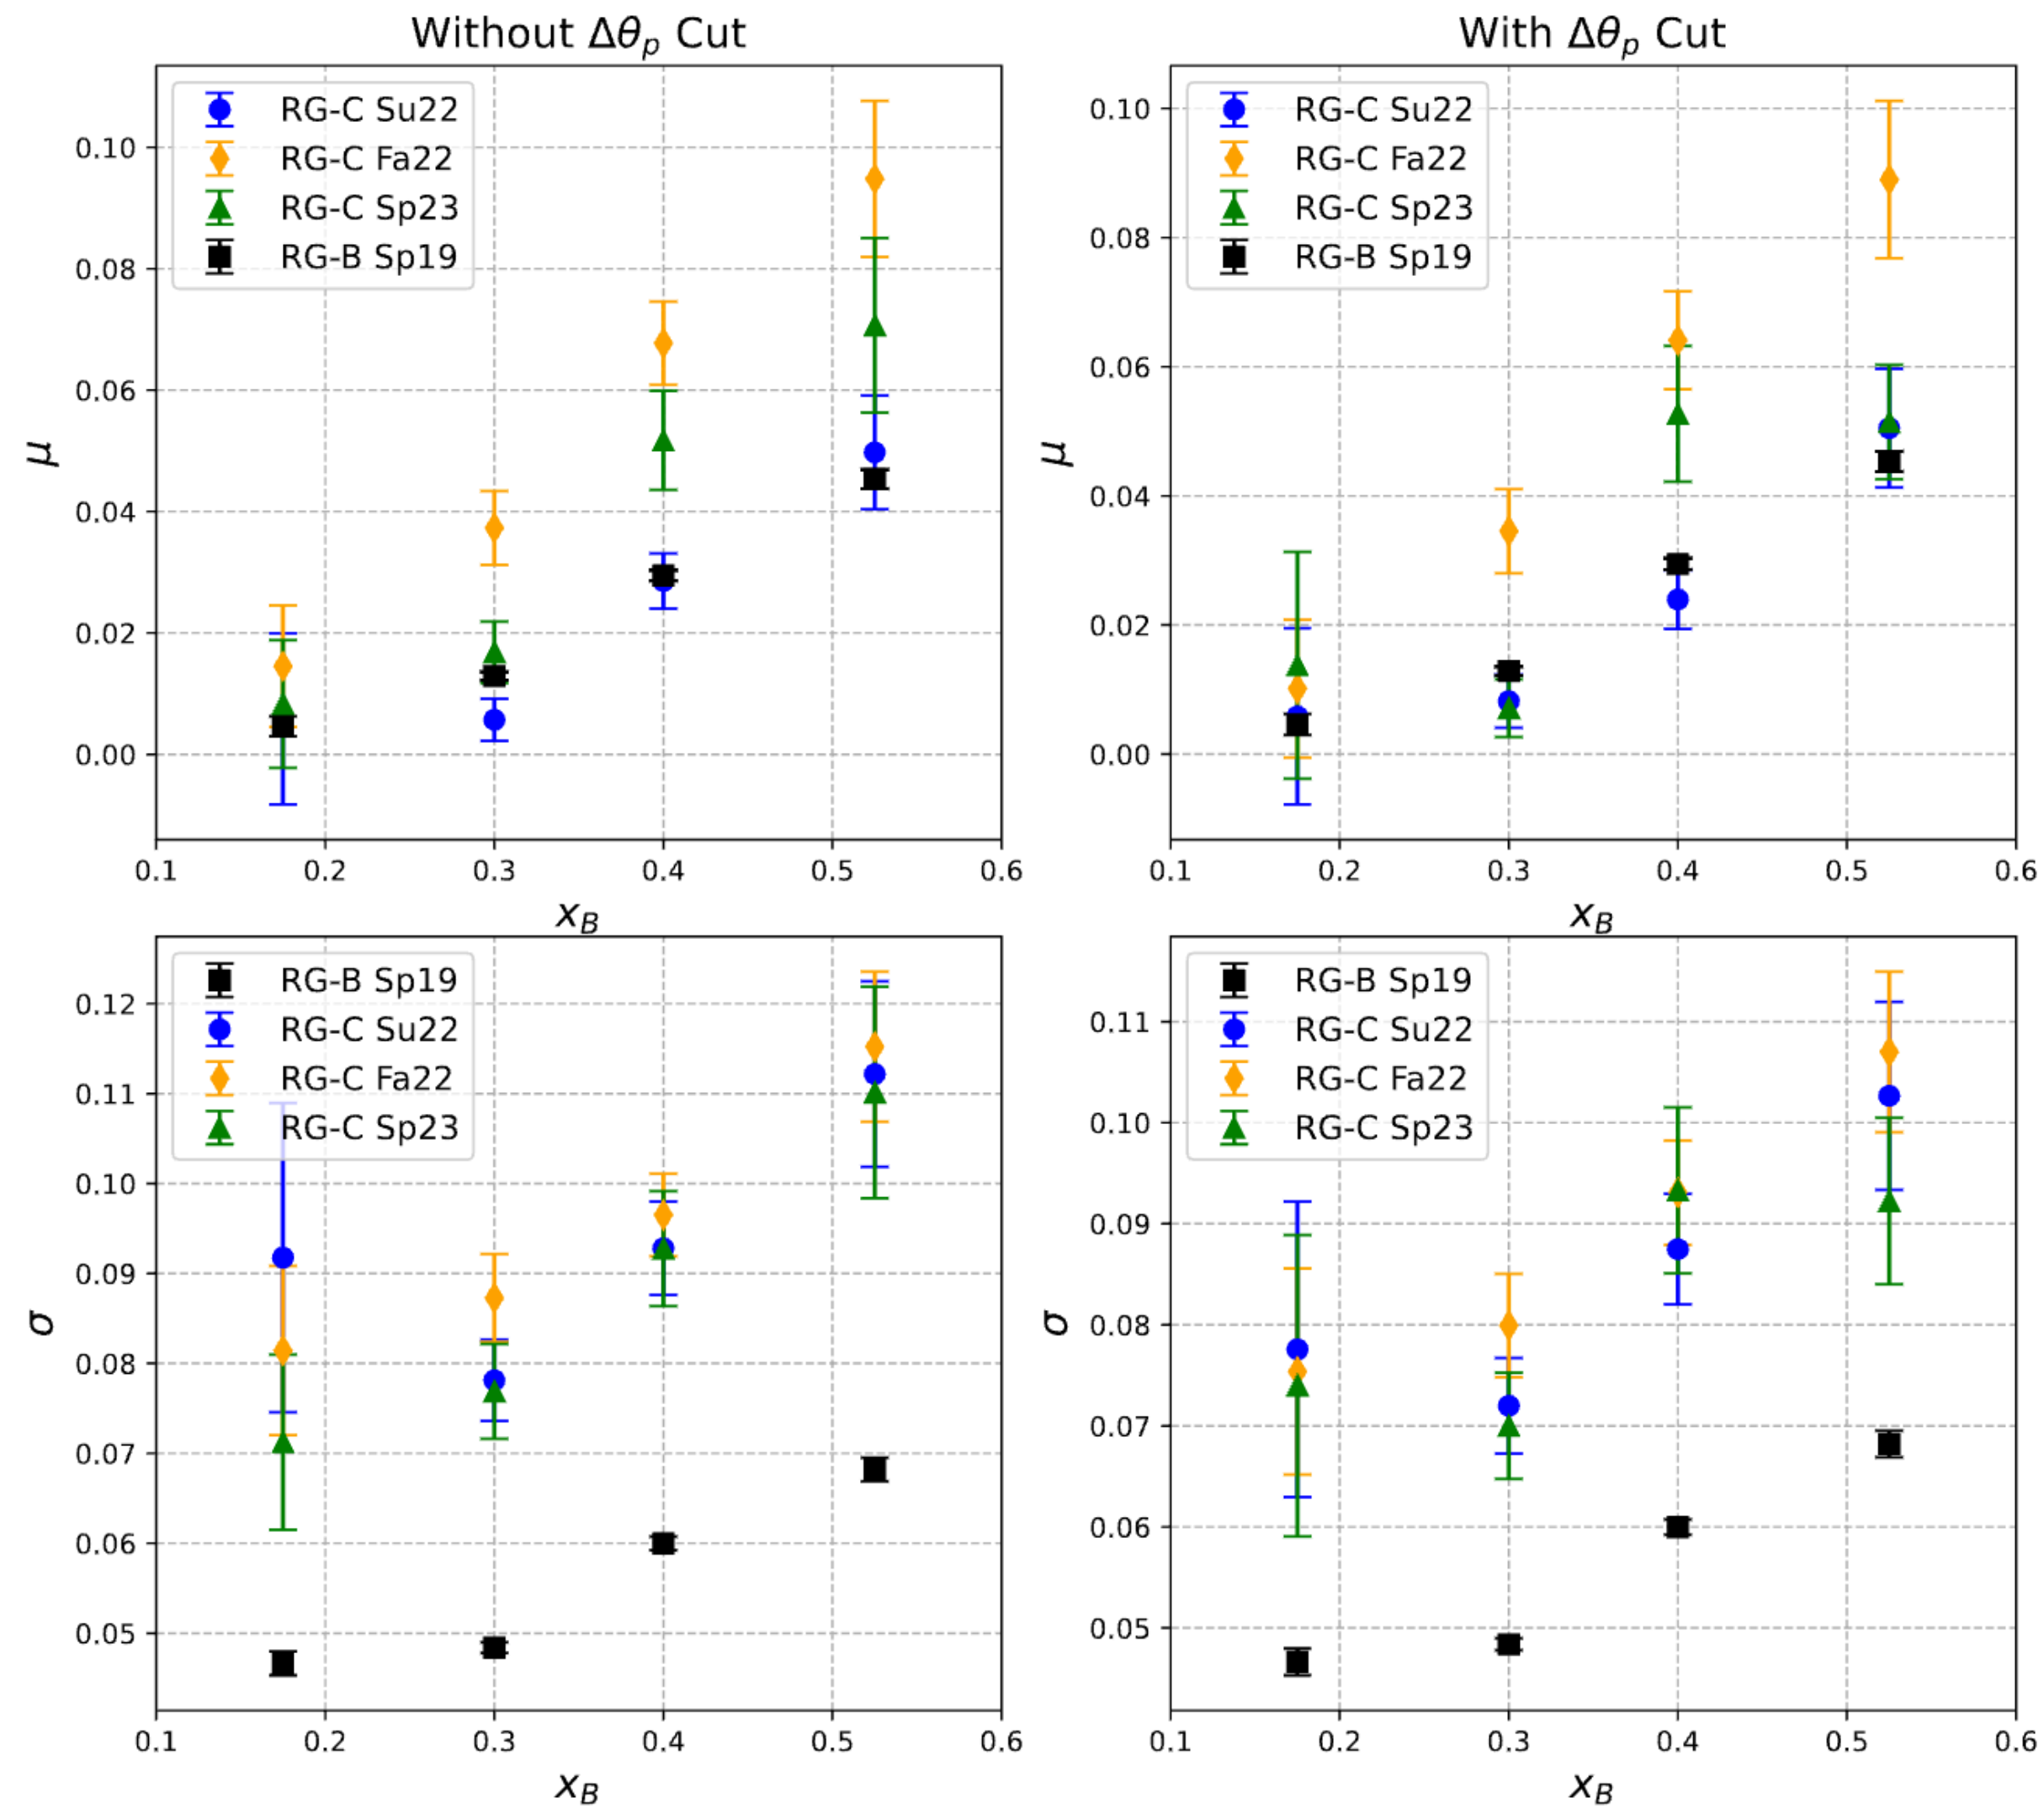 Without Δθp Cut
With Δθp Cut
RG-C Su22
RG-C Fa22
RG-C Sp23
RG-B Sp19
0.10
0.08
0.06
0.04
0.02
0.00
μ
0.1 0.2 0.3 0.4 0.5 0.6
xB
RG-C Su22
RG-C Fa22
RG-C Sp23
RG-B Sp19
0.10
0.08
0.06
0.04
0.02
0.00
μ
0.1 0.2 0.3 0.4 0.5 0.6
xB
RG-B Sp19
RG-C Su22
RG-C Fa22
RG-C Sp23
0.12
0.11
0.10
0.09
0.08
0.07
0.06
0.05
σ
0.1 0.2 0.3 0.4 0.5 0.6
xB
RG-B Sp19
RG-C Su22
RG-C Fa22
RG-C Sp23
0.11
0.10
0.09
0.08
0.07
0.06
0.05
σ
0.1 0.2 0.3 0.4 0.5 0.6
xB